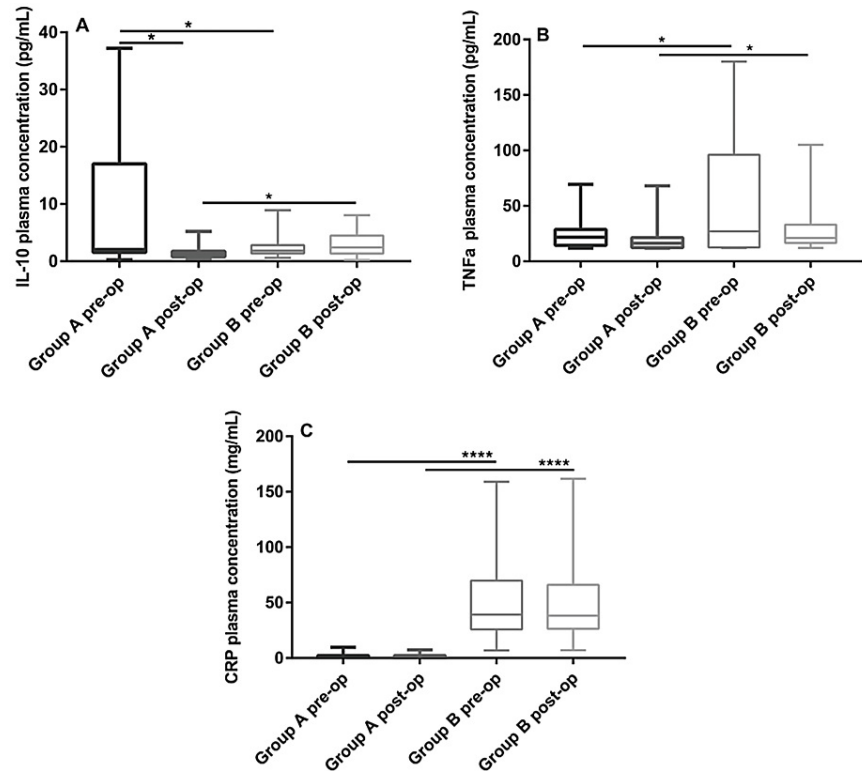 A
IL-10 plasma concentration (pg/mL)
40
30
20
10
0
*
*
*
Group A pre-op
Group A post-op
Group B pre-op
Group B post-op
B
TNFa plasma concentration (pg/mL)
200
150
100
50
0
*
*
Group A pre-op
Group A post-op
Group B pre-op
Group B post-op
C
CRP plasma concentration (mg/mL)
200
150
100
50
0
****
****
Group A pre-op
Group A post-op
Group B pre-op
Group B post-op